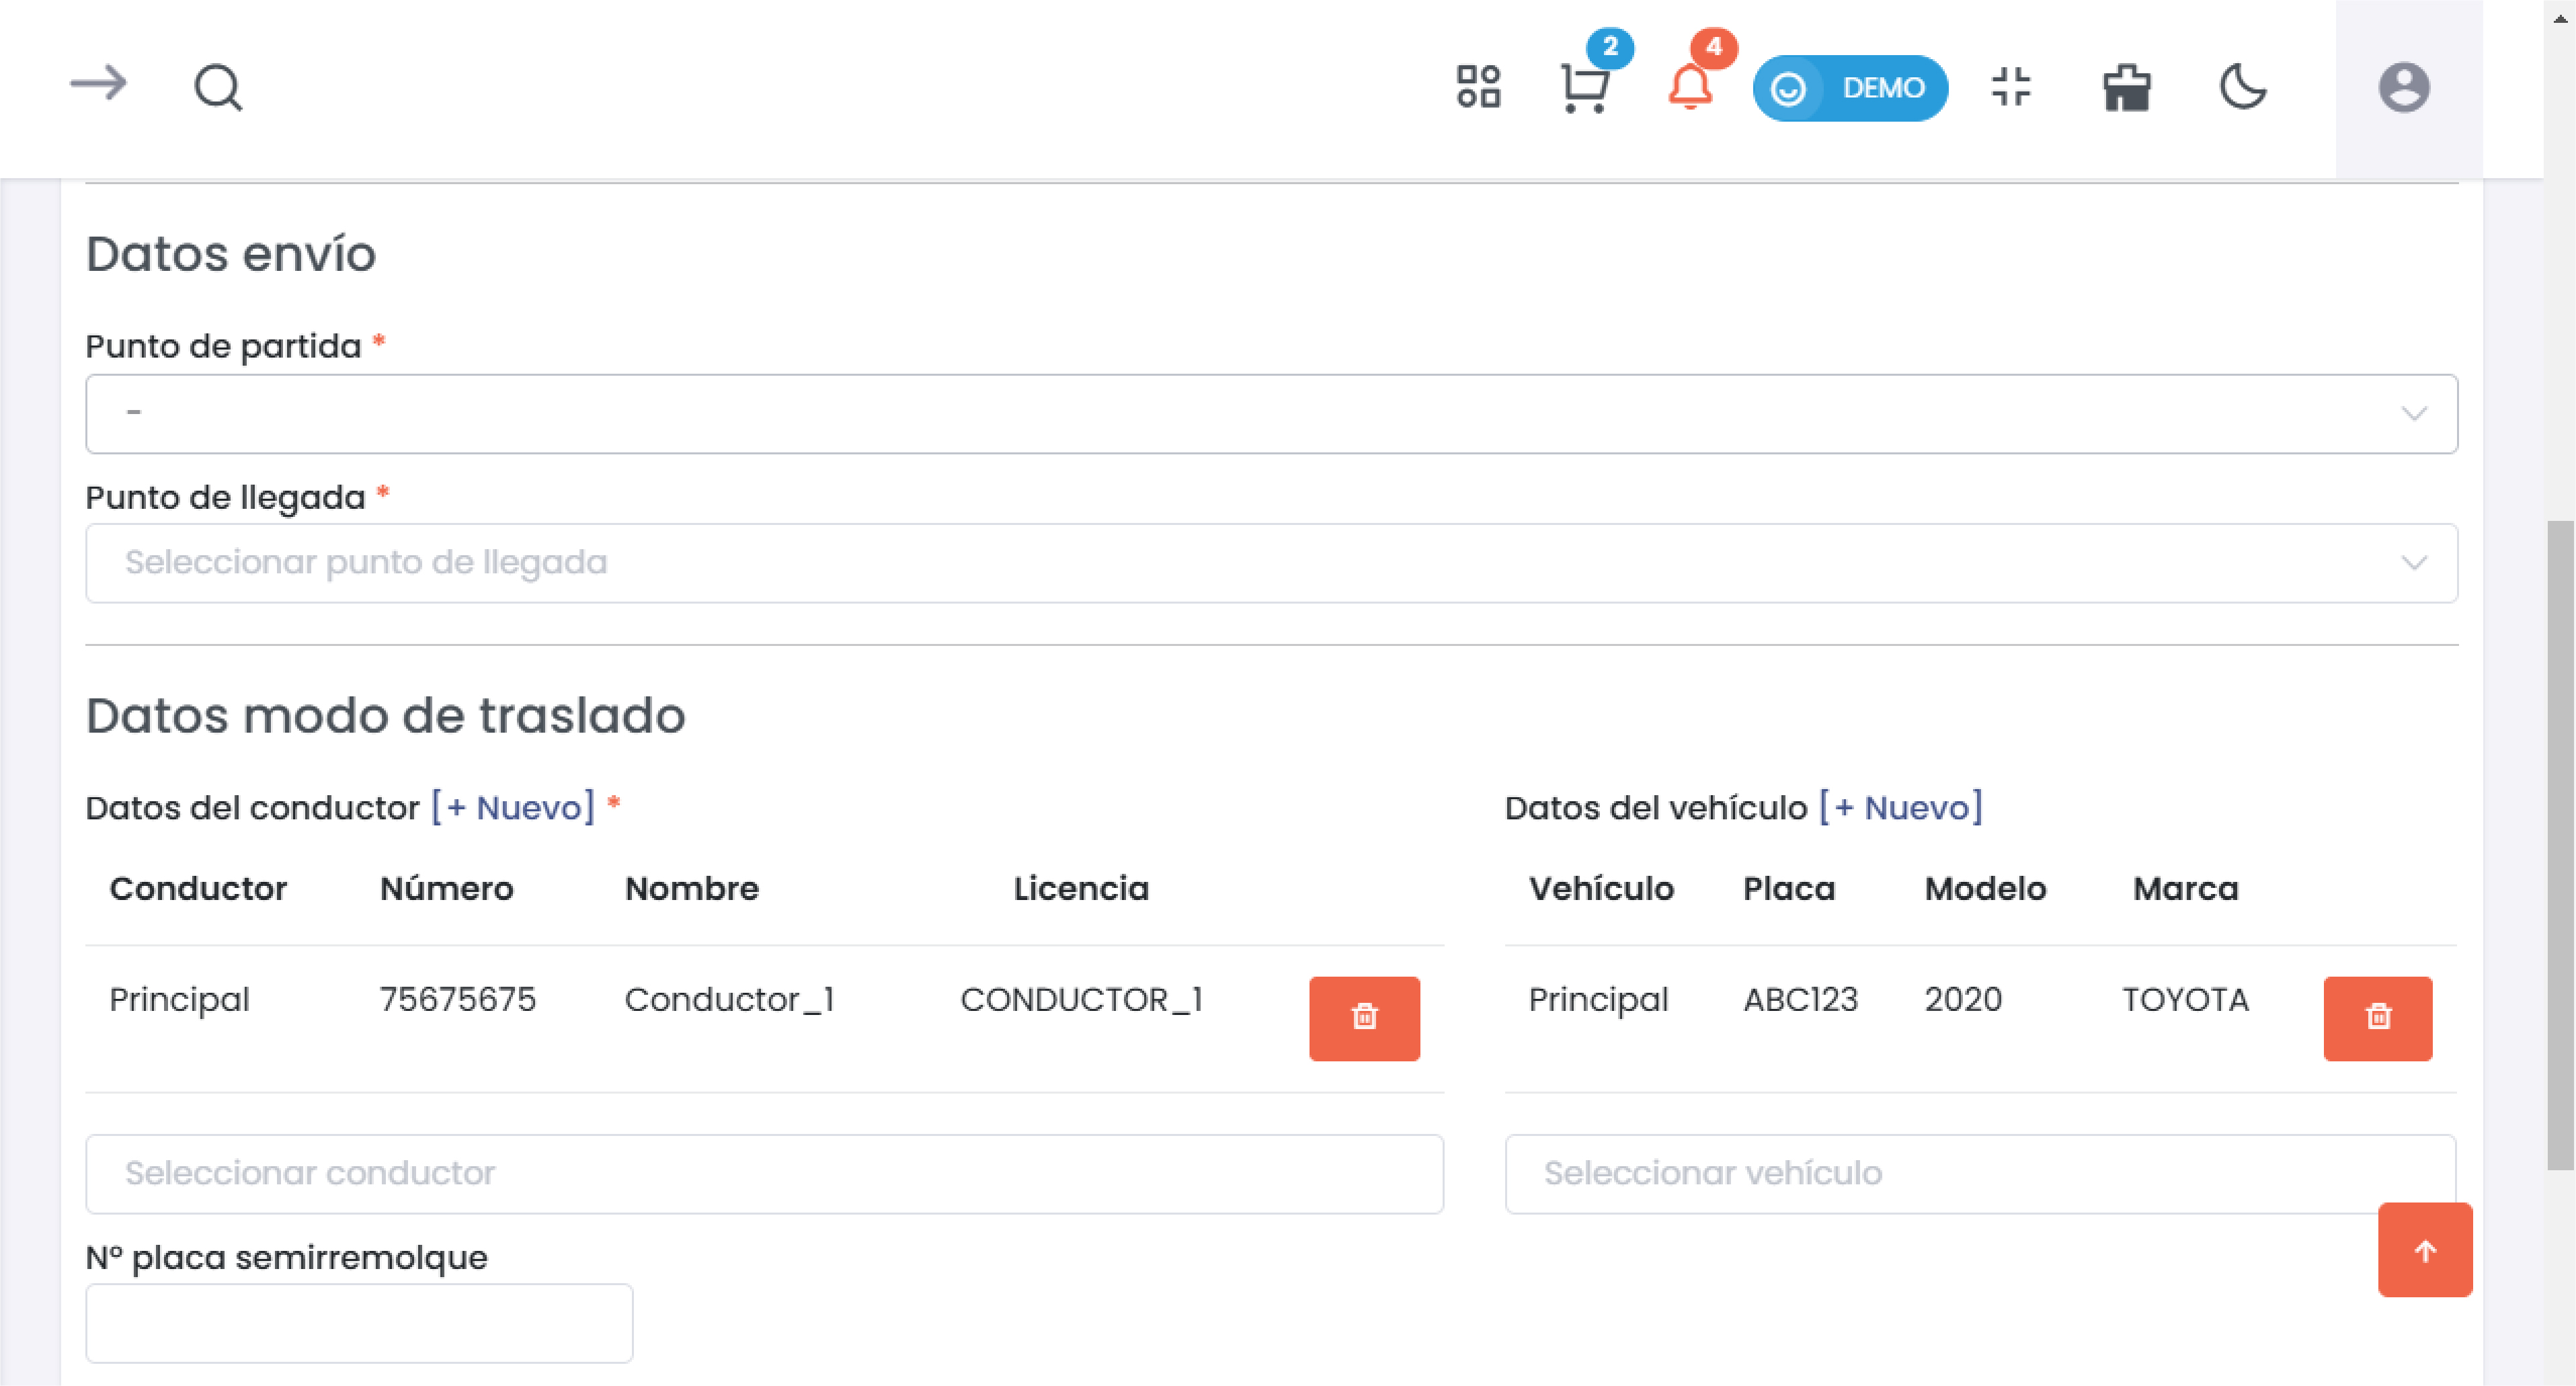 2
4
DEMO
Datos envío
Punto de partida *
-
Punto de llegada *
Seleccionar punto de llegada
Datos modo de traslado
Datos del conductor [+ Nuevo] *
Conductor Número Nombre Licencia
Principal 75675675 Conductor_1 CONDUCTOR_1
Seleccionar conductor
Datos del vehículo [+ Nuevo]
Vehículo Placa Modelo Marca
Principal ABC123 2020 TOYOTA
Seleccionar vehículo
Nº placa semirremolque